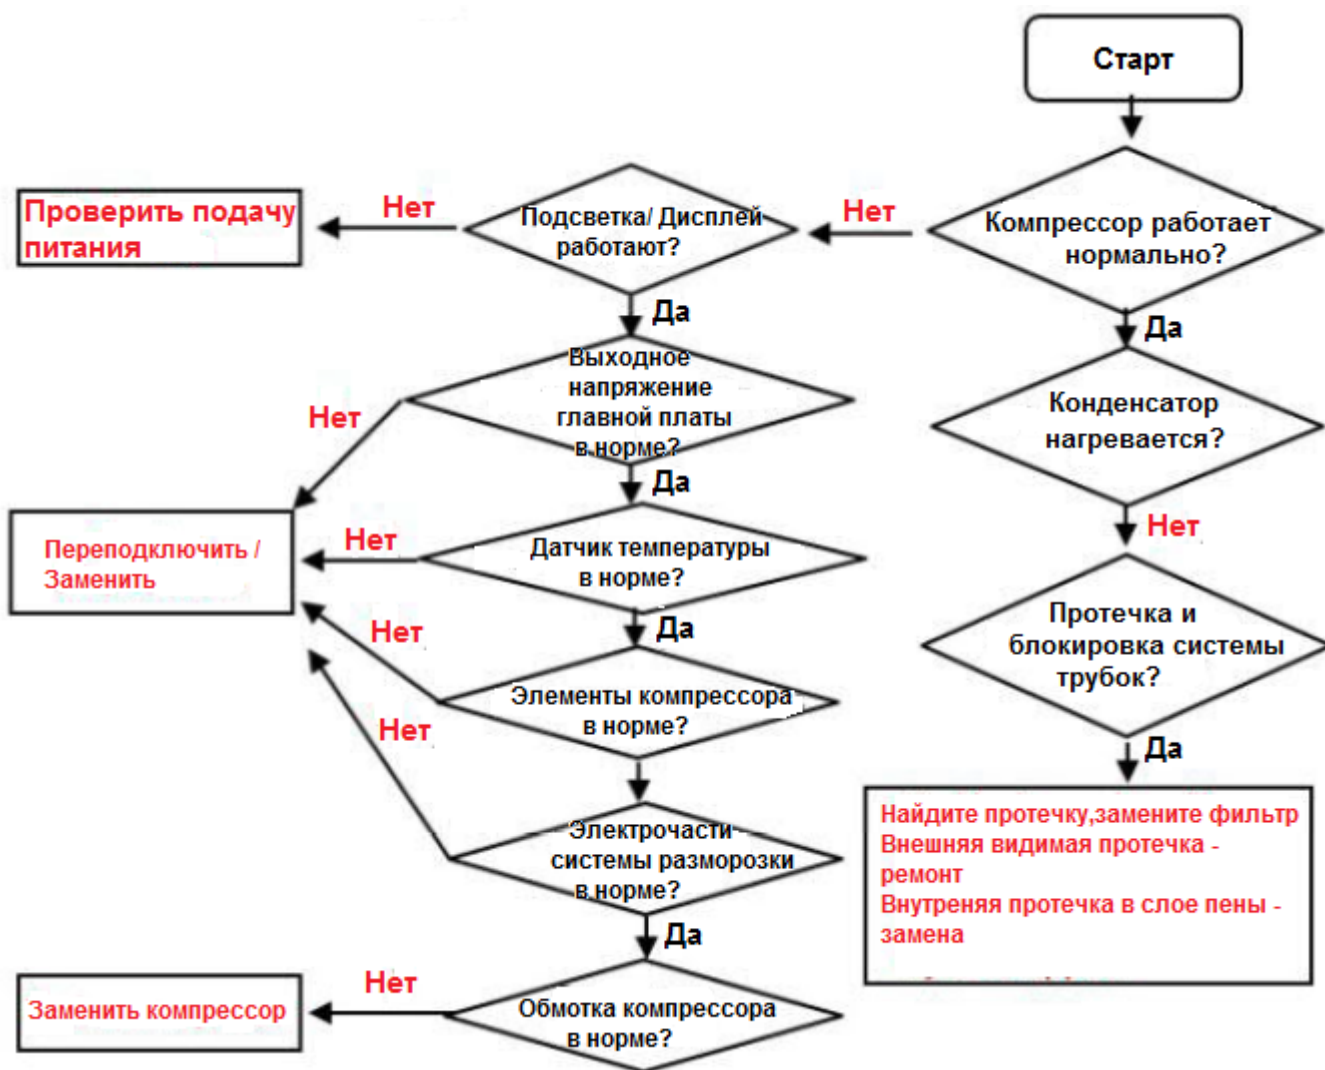 Старт
Компрессор работает
нормально?
Нет
Подсветка/ Дисплей
работают?
Нет
Проверить подачу
питания
Да
Выходное
напряжение
главной платы
в норме?
Нет
Да
Датчик температуры
в норме?
Нет
Переподключить /
Заменить
Да
Элементы компрессора
в норме?
Нет
Электрочасти
системы разморозки
в норме?
Нет
Да
Обмотка компрессора
в норме?
Нет
Заменить компрессор
Да
Конденсатор
нагревается?
Нет
Протечка и
блокировка системы
трубок?
Да
Найдите протечку,замените фильтр
Внешняя видимая протечка -
ремонт
Внутреняя протечка в слое пены -
замена